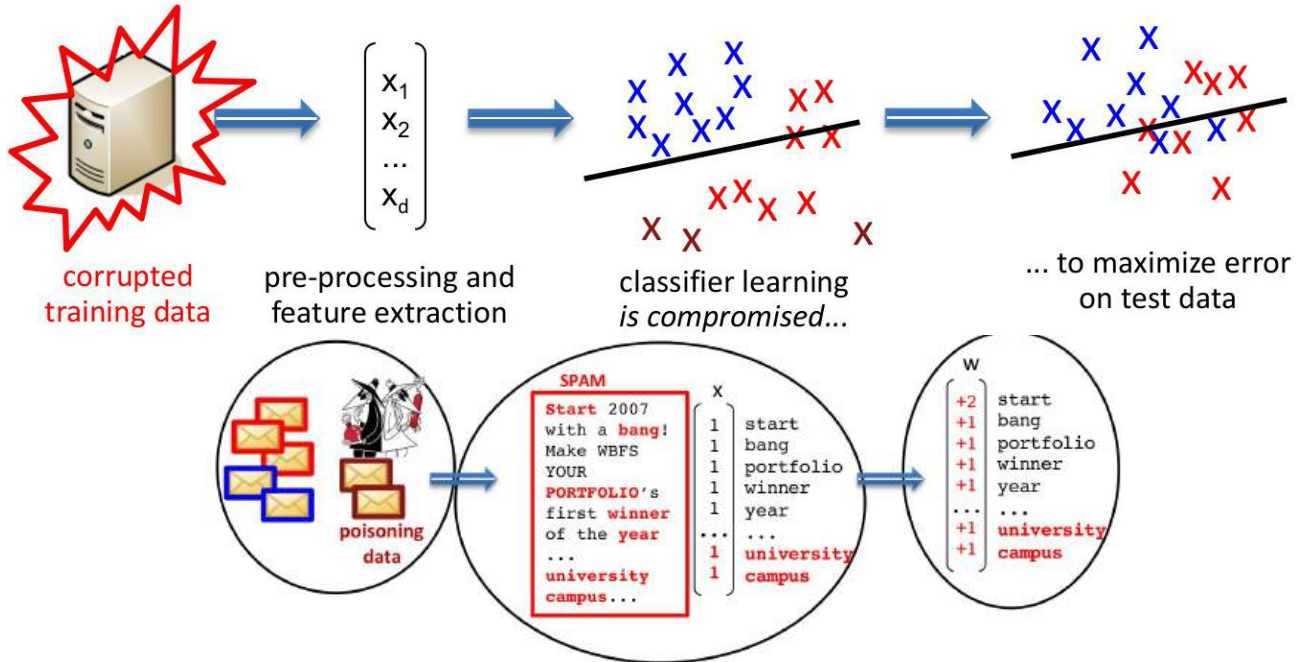 x1
x2
...
xd
corrupted
training data
pre-processing and
feature extraction
classifier learning
is compromised...
... to maximize error
on test data
poisoning
data
SPAM
Start 2007
with a bang!
Make WBFS
YOUR
PORTFOLIO's
first winner
of the year
...
university
campus...
x
1 start
1 bang
1 portfolio
1 winner
1 year
... ...
1 university
1 campus
w
+2 start
+1 bang
+1 portfolio
+1 winner
+1 year
... ...
+1 university
+1 campus